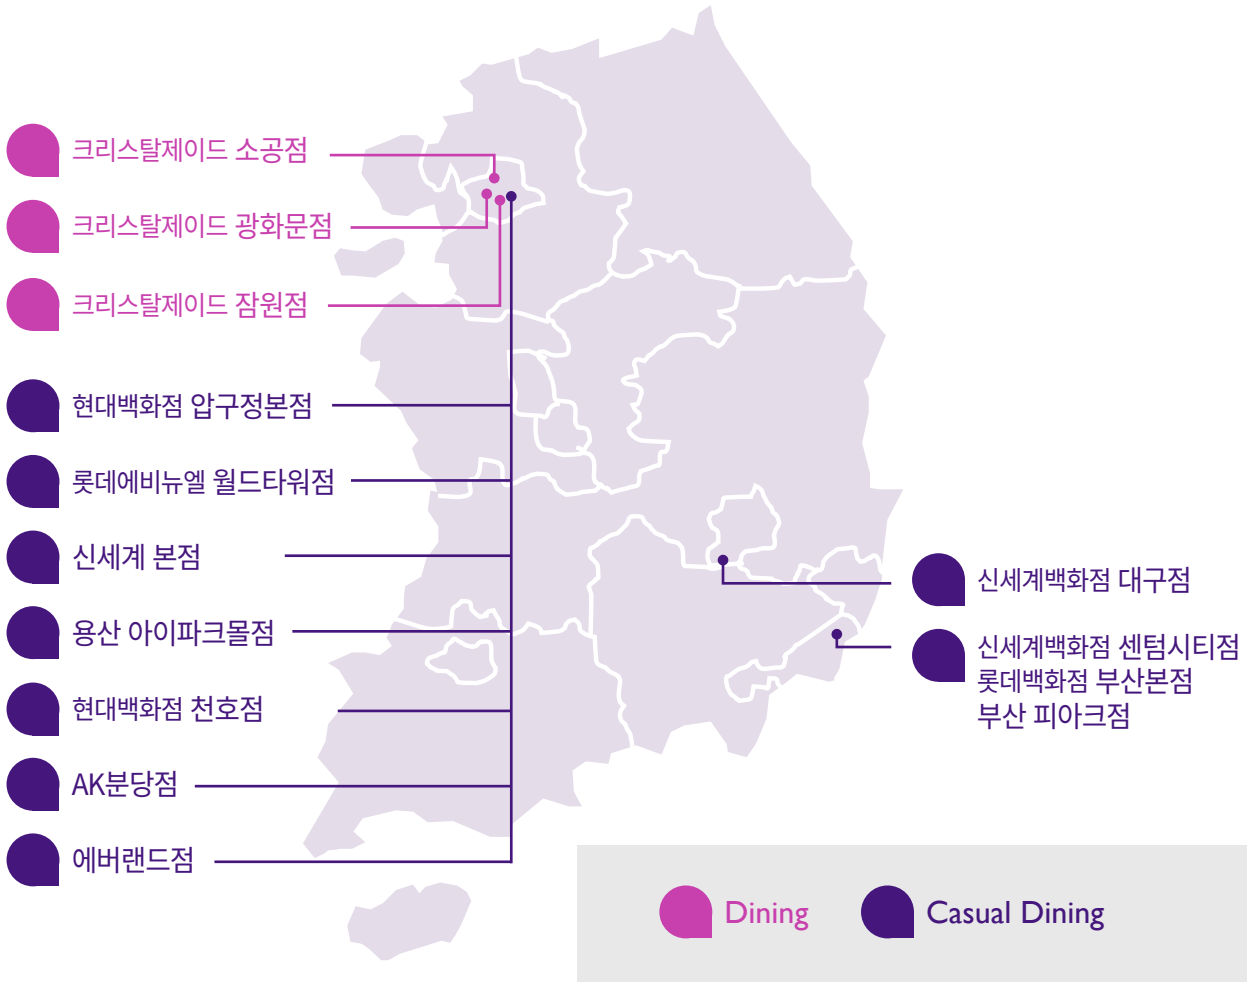 크리스탈제이드 소공점
크리스탈제이드 광화문점
크리스탈제이드 잠원점
현대백화점 압구정본점
롯데에비뉴엘 월드타워점
신세계 본점
용산 아이파크몰점
현대백화점 천호점
AK분당점
에버랜드점
신세계백화점 대구점
신세계백화점 센텀시티점
롯데백화점 부산본점
부산 피아크점
Dining
Casual Dining